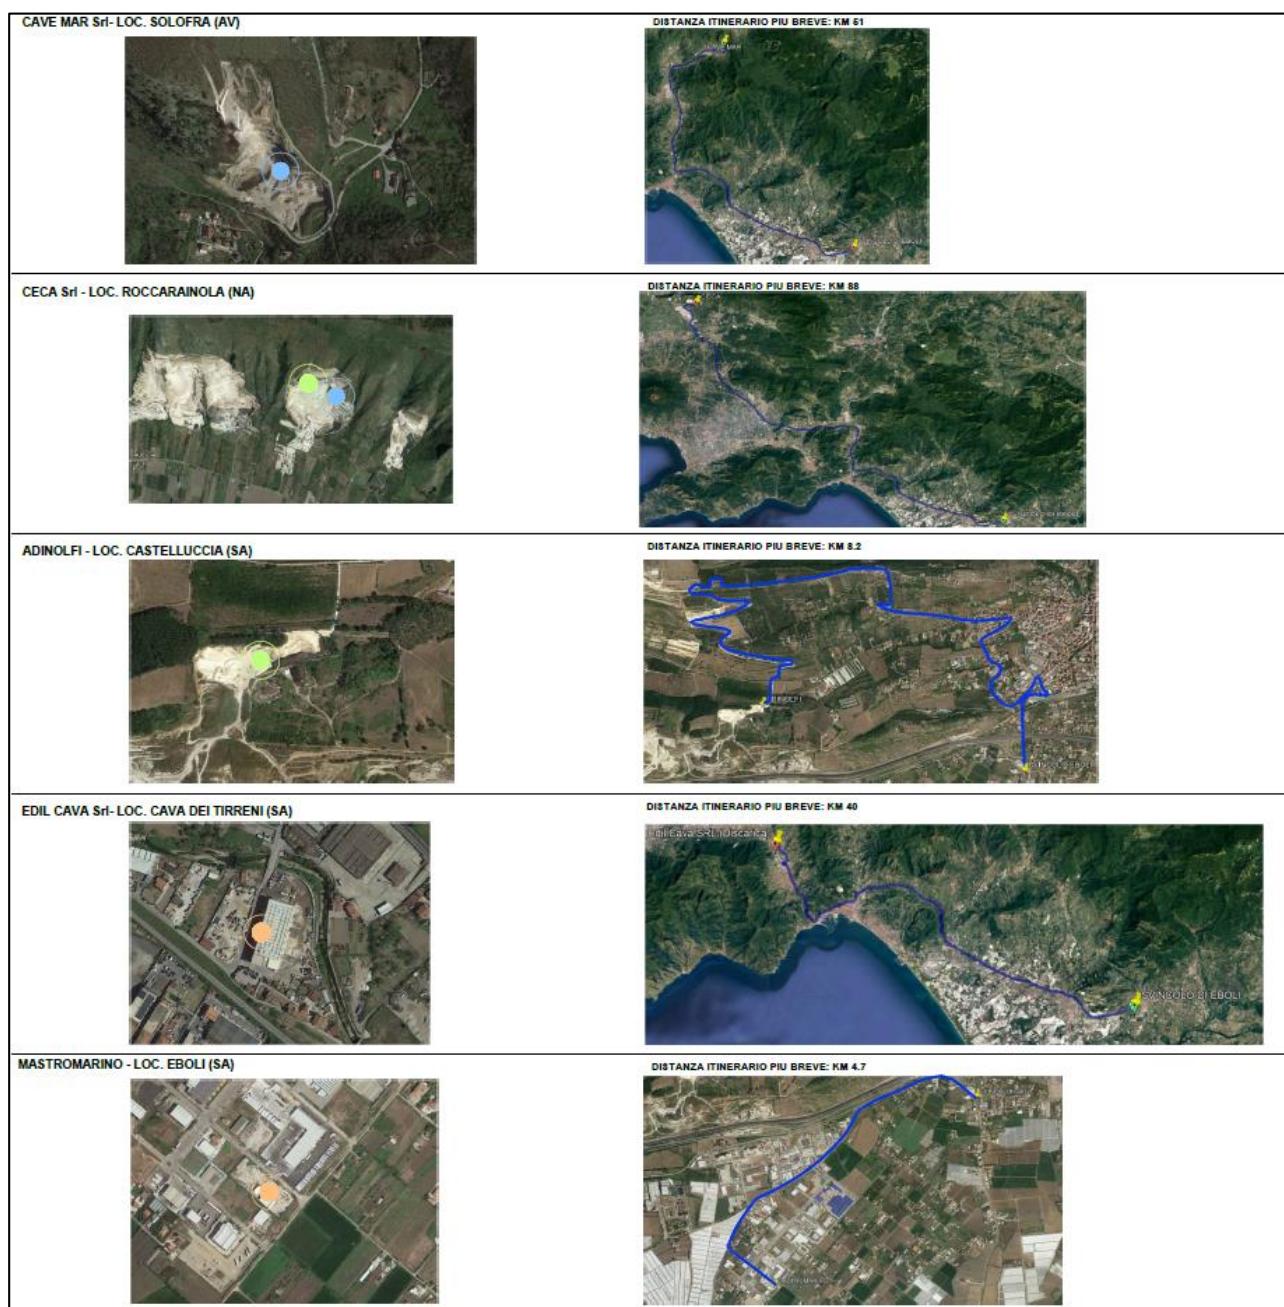 CAVE MAR Srl- LOC. SOLOFRA (AV)
DISTANZA ITINERARIO PIU BREVE: KM 51
CECA Srl - LOC. ROCCARAINOLA (NA)
DISTANZA ITINERARIO PIU BREVE: KM 88
ADINOLFI - LOC. CASTELLUCCIA (SA)
DISTANZA ITINERARIO PIU BREVE: KM 8.2
EDIL CAVA Srl- LOC. CAVA DEI TIRRENI (SA)
DISTANZA ITINERARIO PIU BREVE: KM 40
Edil Cava SRL | Discarica
SVINCOLO DI EBOLI
MASTROMARINO - LOC. EBOLI (SA)
DISTANZA ITINERARIO PIU BREVE: KM 4.7